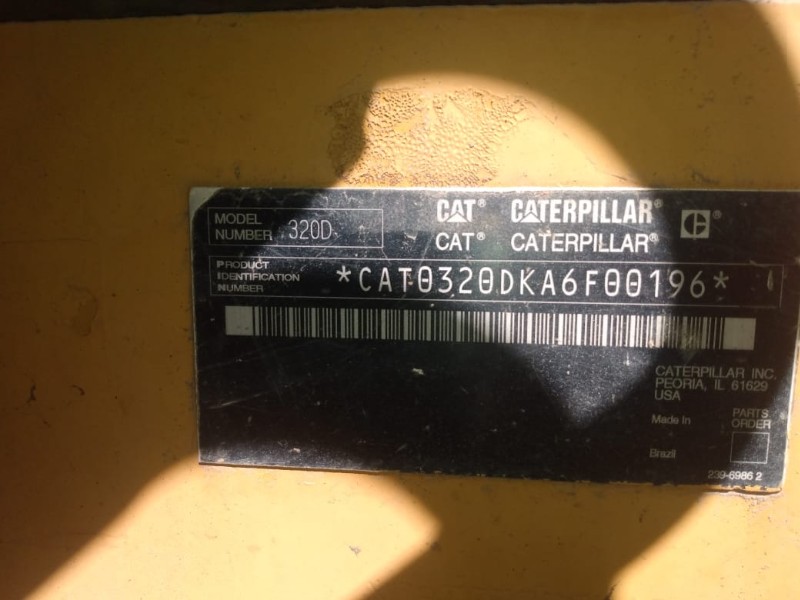 MODEL
NUMBER 320D
CAT® CATERPILLAR®
CAT® CATERPILLAR®
PRODUCT
IDENTIFICATION
NUMBER
*CAT0320DKA6F00196*
CATERPILLAR INC.
PEORIA, IL 61629
USA
Made In
Brazil
PARTS
ORDER
239-6986 2